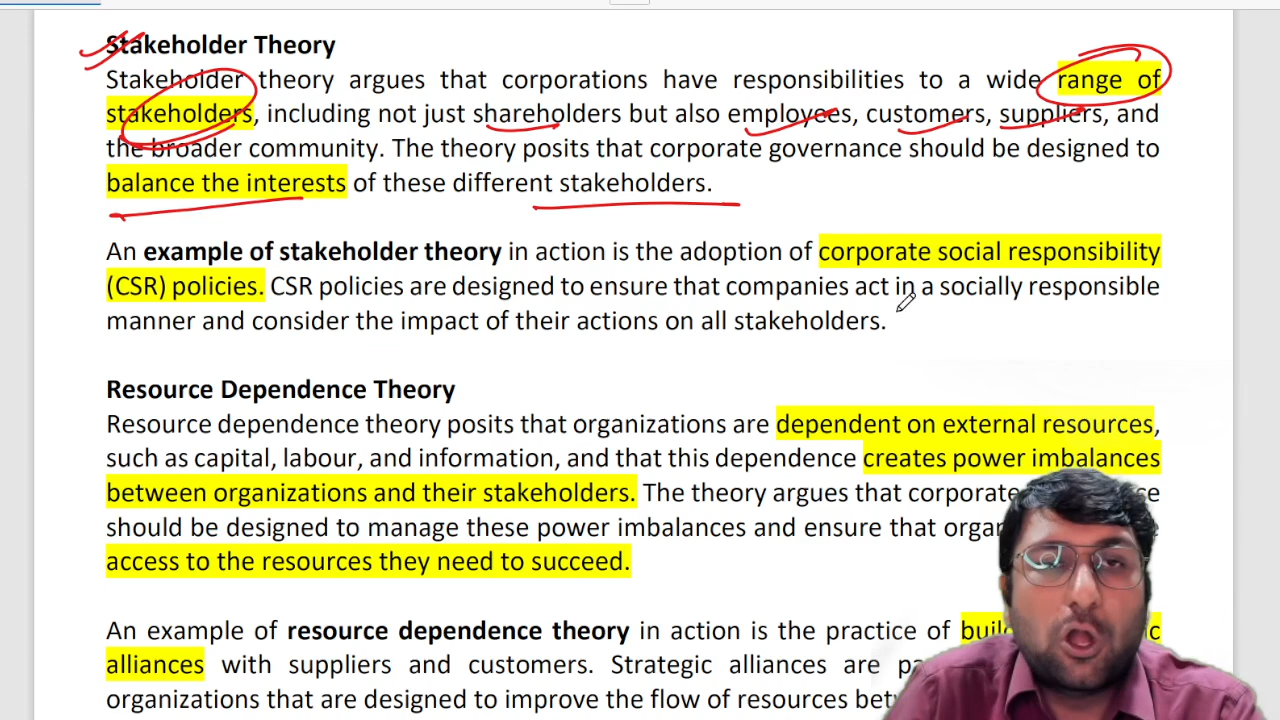 Stakeholder Theory
Stakeholder theory argues that corporations have responsibilities to a wide range of
stakeholders, including not just shareholders but also employees, customers, suppliers, and
the broader community. The theory posits that corporate governance should be designed to
balance the interests of these different stakeholders.
An example of stakeholder theory in action is the adoption of corporate social responsibility
(CSR) policies. CSR policies are designed to ensure that companies act in a socially responsible
manner and consider the impact of their actions on all stakeholders.
Resource Dependence Theory
Resource dependence theory posits that organizations are dependent on external resources,
such as capital, labour, and information, and that this dependence creates power imbalances
between organizations and their stakeholders. The theory argues that corporate
should be designed to manage these power imbalances and ensure that
access to the resources they need to succeed.
An example of resource dependence theory in action is the practice of
alliances with suppliers and customers. Strategic alliances are
organizations that are designed to improve the flow of resources